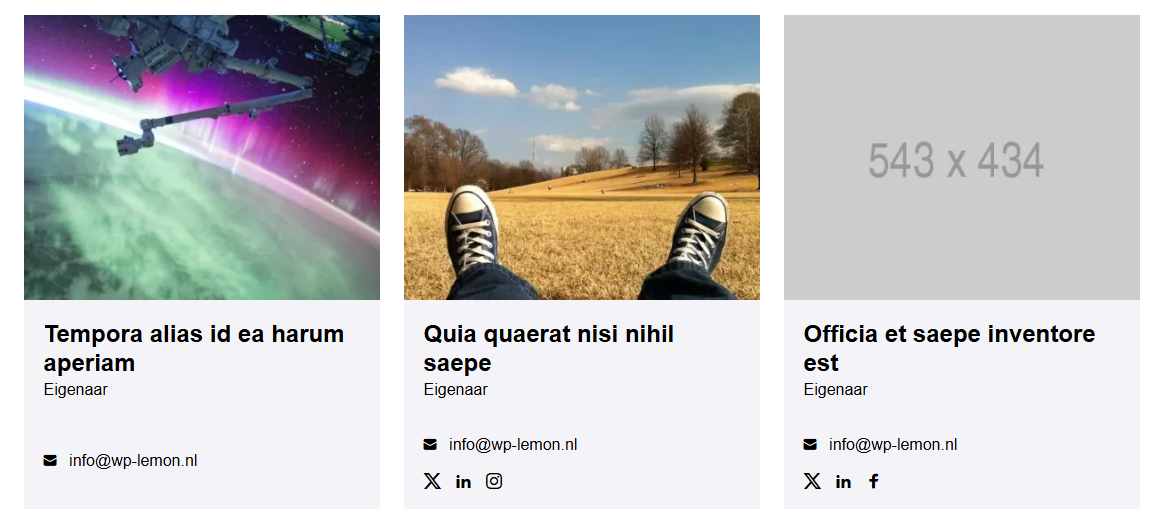 543 x 434
Tempora alias id ea harum
aperiam
Eigenaar
info@wp-lemon.nl
Quia quaerat nisi nihil
saepe
Eigenaar
info@wp-lemon.nl
Officia et saepe inventore
est
Eigenaar
info@wp-lemon.nl